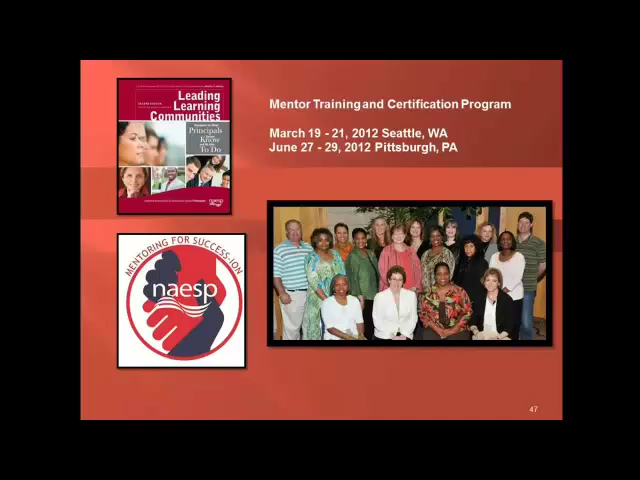 Mentor Training and Certification Program
March 19 - 21, 2012 Seattle, WA
June 27 - 29, 2012 Pittsburgh, PA
Leading
Learning
Communities
Principals
Know
To Do
MENTORING FOR SUCCESS-ION
naesp
47